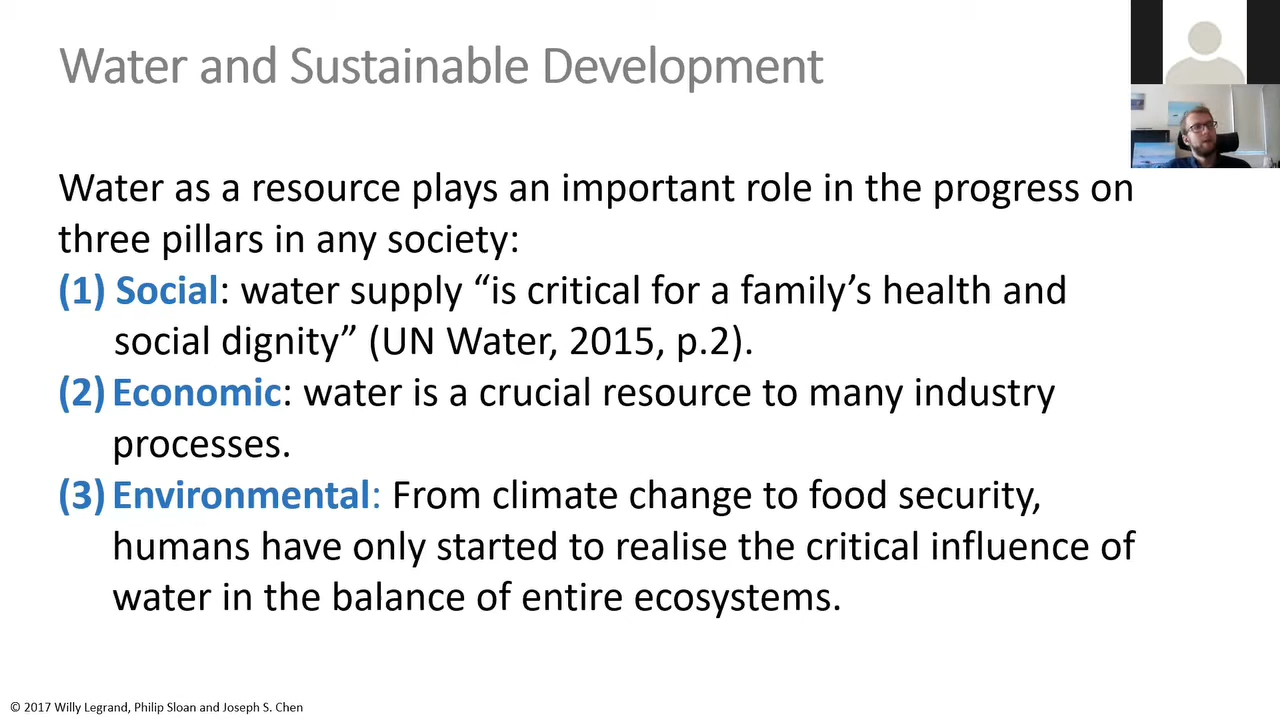 Water and Sustainable Development
Water as a resource plays an important role in the progress on
three pillars in any society:
(1) Social: water supply “is critical for a family’s health and
social dignity” (UN Water, 2015, p.2).
(2) Economic: water is a crucial resource to many industry
processes.
(3) Environmental: From climate change to food security,
humans have only started to realise the critical influence of
water in the balance of entire ecosystems.
© 2017 Willy Legrand, Philip Sloan and Joseph S. Chen